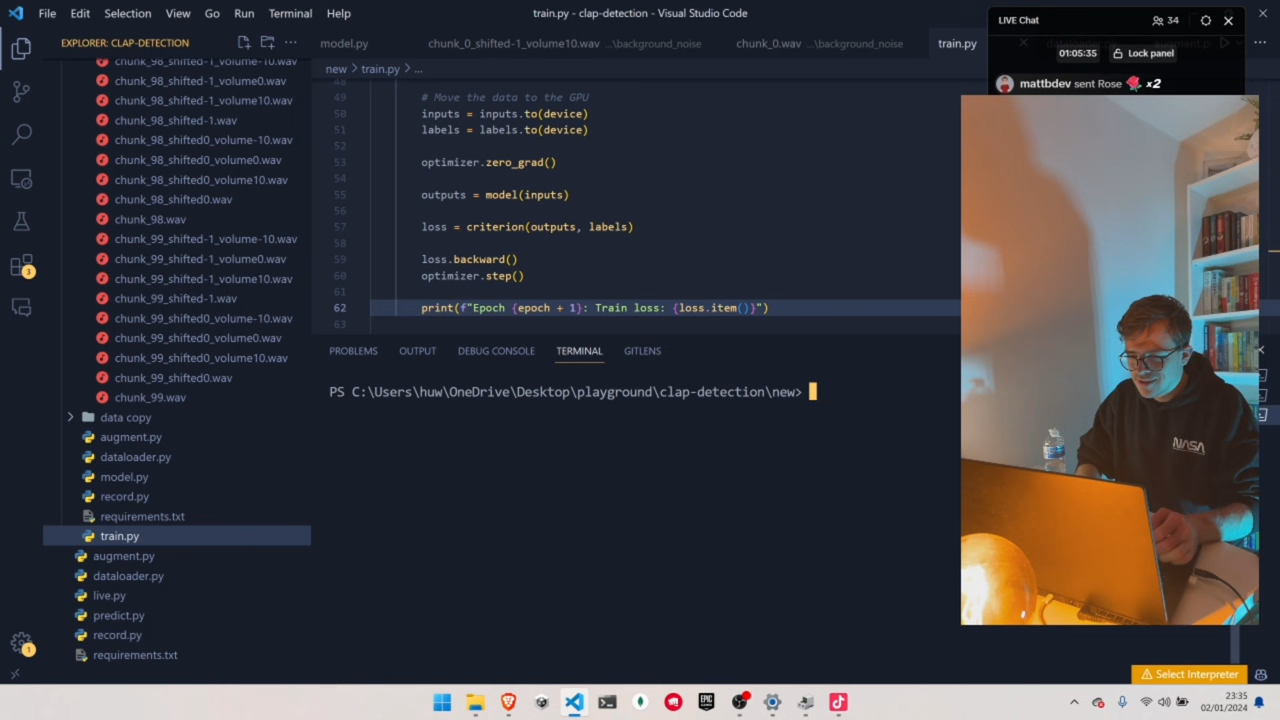 File Edit Selection View Go Run Terminal Help
train.py - clap-detection - Visual Studio Code
EXPLORER: CLAP-DETECTION
chunk_98_shifted-1_volume-10.wav
chunk_98_shifted-1_volume0.wav
chunk_98_shifted-1_volume10.wav
chunk_98_shifted-1.wav
chunk_98_shifted0_volume-10.wav
chunk_98_shifted0_volume0.wav
chunk_98_shifted0_volume10.wav
chunk_98_shifted0.wav
chunk_98.wav
chunk_99_shifted-1_volume-10.wav
chunk_99_shifted-1_volume0.wav
chunk_99_shifted-1_volume10.wav
chunk_99_shifted-1.wav
chunk_99_shifted0_volume-10.wav
chunk_99_shifted0_volume0.wav
chunk_99_shifted0_volume10.wav
chunk_99_shifted0.wav
chunk_99.wav
data copy
augment.py
dataloader.py
model.py
record.py
requirements.txt
train.py
augment.py
dataloader.py
live.py
predict.py
record.py
requirements.txt
3
1
model.py
chunk_0_shifted-1_volume10.wav ...\background_noise
chunk_0.wav ...\background_noise
train.py
new > train.py > ...
48
49 # Move the data to the GPU
50 inputs = inputs.to(device)
51 labels = labels.to(device)
52
53 optimizer.zero_grad()
54
55 outputs = model(inputs)
56
57 loss = criterion(outputs, labels)
58
59 loss.backward()
60 optimizer.step()
61
62 print(f"Epoch {epoch + 1}: Train loss: {loss.item()}")
63
PROBLEMS OUTPUT DEBUG CONSOLE TERMINAL GITLENS
PS C:\Users\huw\OneDrive\Desktop\playground\clap-detection\new>
LIVE Chat
34
01:05:35
Lock panel
mattbdev sent Rose x2
NASA
Select Interpreter
EPIC
23:35
02/01/2024